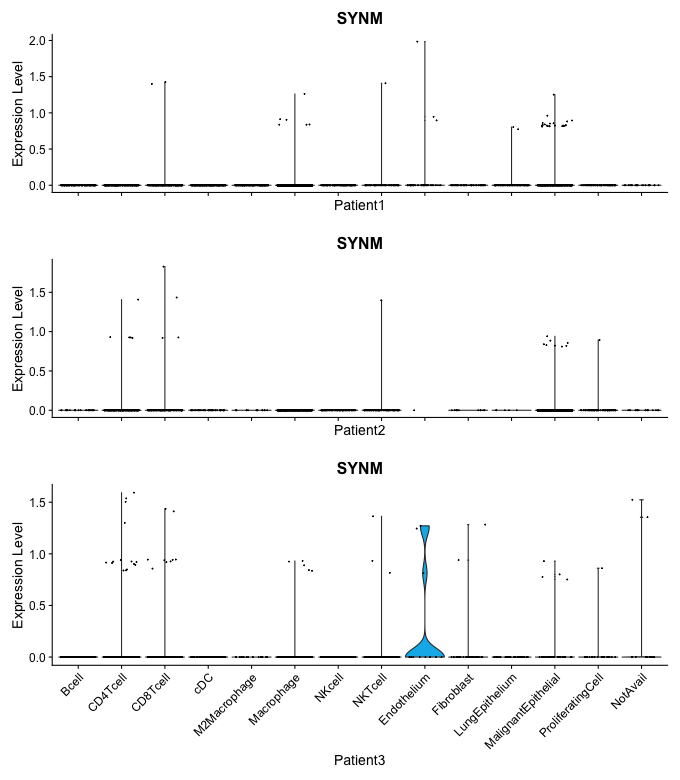 SYNM
Expression Level
2.0
1.5
1.0
0.5
0.0
Patient1
SYNM
Expression Level
1.5
1.0
0.5
0.0
Patient2
SYNM
Expression Level
1.5
1.0
0.5
0.0
Bcell
CD4Tcell
CD8Tcell
cDC
M2Macrophage
Macrophage
NKcell
NKTcell
Endothelium
Fibroblast
LungEpithelium
MalignantEpithelial
ProliferatingCell
NotAvail
Patient3